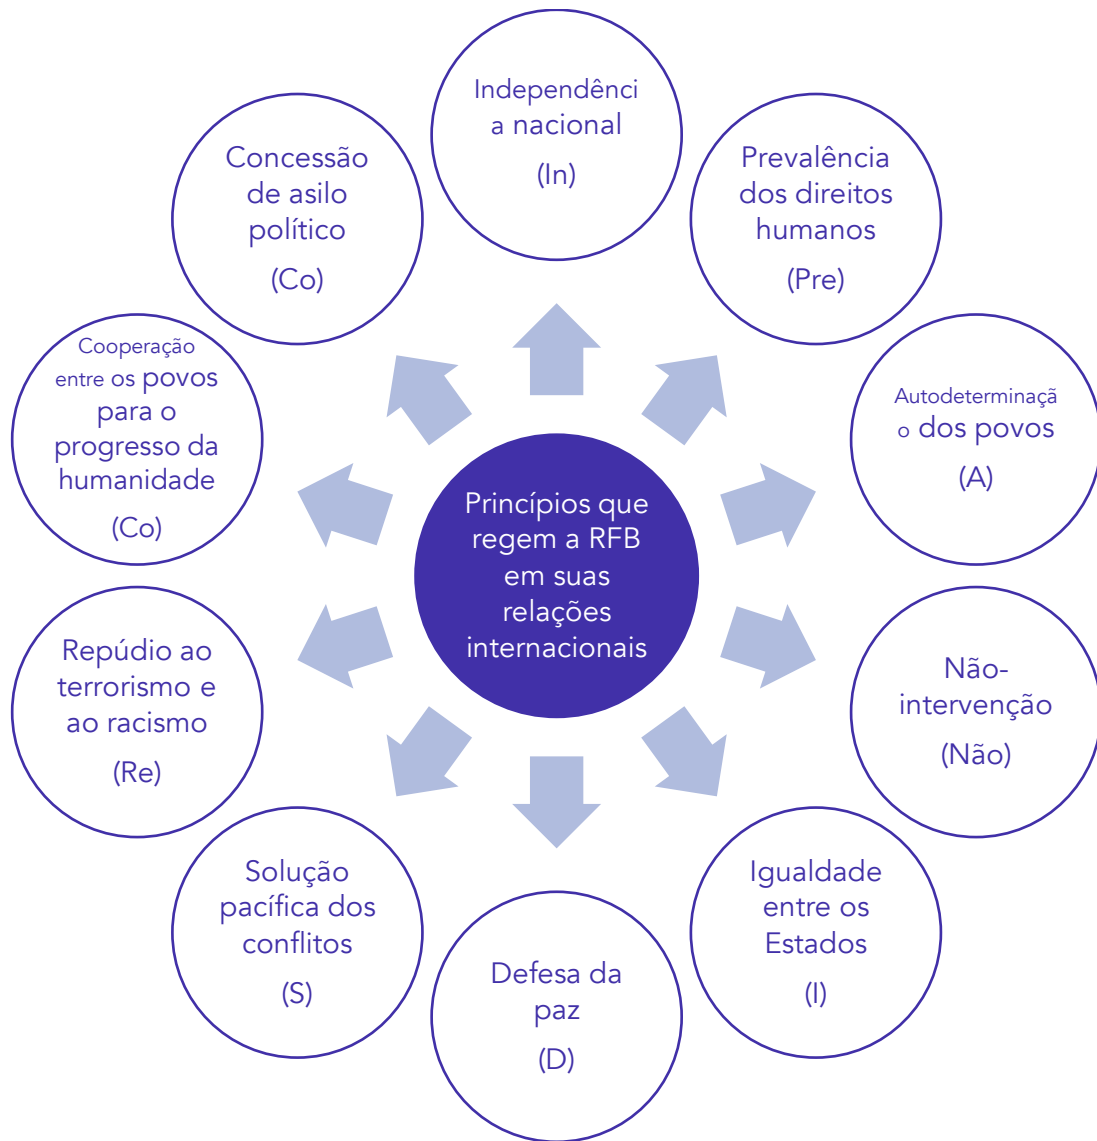 Independênci
a nacional
(In)
Prevalência
dos direitos
humanos
(Pre)
Autodeterminaçã
o dos povos
(A)
Não-
intervenção
(Não)
Igualdade
entre os
Estados
(I)
Defesa da
paz
(D)
Solução
pacífica dos
conflitos
(S)
Repúdio ao
terrorismo e
ao racismo
(Re)
Cooperação
entre os povos
para o
progresso da
humanidade
(Co)
Concessão
de asilo
político
(Co)
Princípios que
regem a RFB
em suas
relações
internacionais